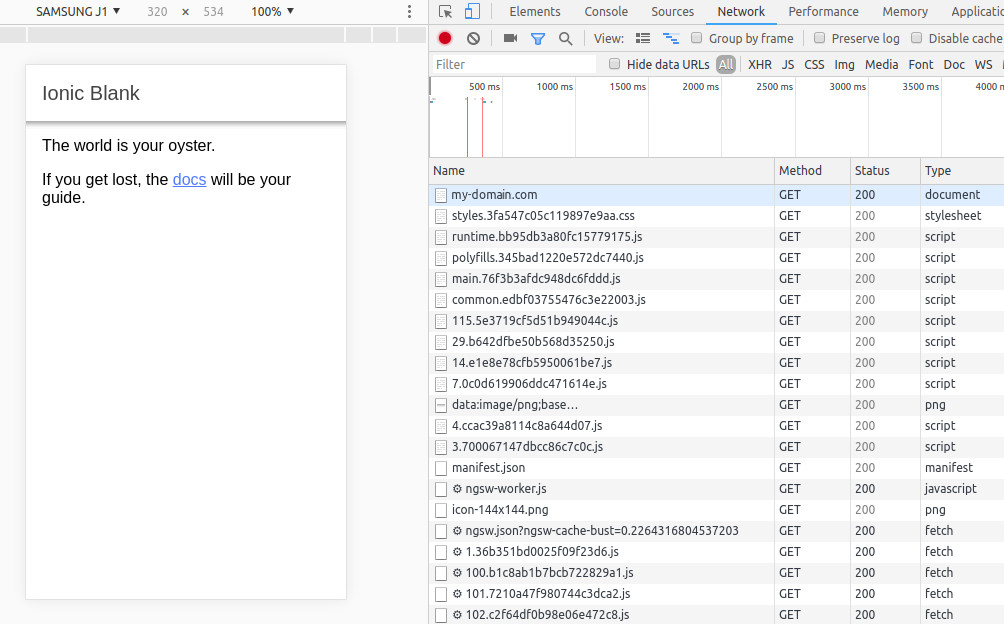 SAMSUNG J1 ▼ 320 × 534 100% ▼
Elements Console Sources Network Performance Memory Applicatio
View: Group by frame Preserve log Disable cache
Filter Hide data URLs All XHR JS CSS Img Media Font Doc WS
500 ms 1000 ms 1500 ms 2000 ms 2500 ms 3000 ms 3500 ms 4000 m
Ionic Blank
The world is your oyster.
If you get lost, the docs will be your
guide.
Name Method Status Type
my-domain.com GET 200 document
styles.3fa547c05c119897e9aa.css GET 200 stylesheet
runtime.bb95db3a80fc15779175.js GET 200 script
polyfills.345bad1220e572dc7440.js GET 200 script
main.76f3b3afdc948dc6fddd.js GET 200 script
common.edbf03755476c3e22003.js GET 200 script
115.5e3719cf5d51b949044c.js GET 200 script
29.b642dfbe50b568d35250.js GET 200 script
14.e1e8e78cfb5950061be7.js GET 200 script
7.0c0d619906ddc471614e.js GET 200 script
data:image/png;base… GET 200 png
4.ccac39a8114c8a644d07.js GET 200 script
3.700067147dbcc86c7c0c.js GET 200 script
manifest.json GET 200 manifest
ngsw-worker.js GET 200 javascript
icon-144x144.png GET 200 png
ngsw.json?ngsw-cache-bust=0.2264316804537203 GET 200 fetch
1.36b351bd0025f09f23d6.js GET 200 fetch
100.b1c8ab1b7bcb722829a1.js GET 200 fetch
101.7210a47f980744c3dca2.js GET 200 fetch
102.c2f64df0b98e06e472c8.js GET 200 fetch